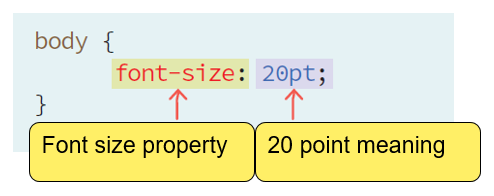 body {
font-size: 20pt;
}
Font size property
20 point meaning